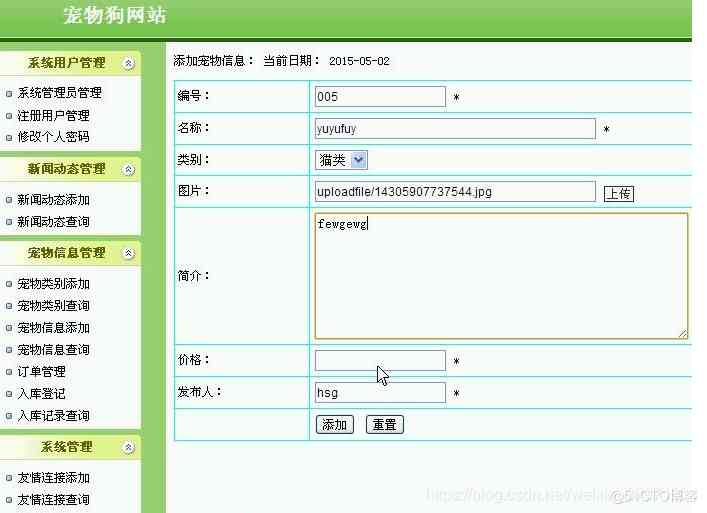 宠物狗网站
系统用户管理
系统管理员管理
注册用户管理
修改个人密码
新闻动态管理
新闻动态添加
新闻动态查询
宠物信息管理
宠物类别添加
宠物类别查询
宠物信息添加
宠物信息查询
订单管理
入库登记
入库记录查询
系统管理
友情连接添加
友情连接查询
添加宠物信息： 当前日期： 2015-05-02
编号： 005 *
名称： yuyufuy *
类别： 猫类
图片： uploadfile/14305907737544.jpg 上传
简介： fewgewg
价格： *
发布人： hsg *
添加 重置
@51CTO博客